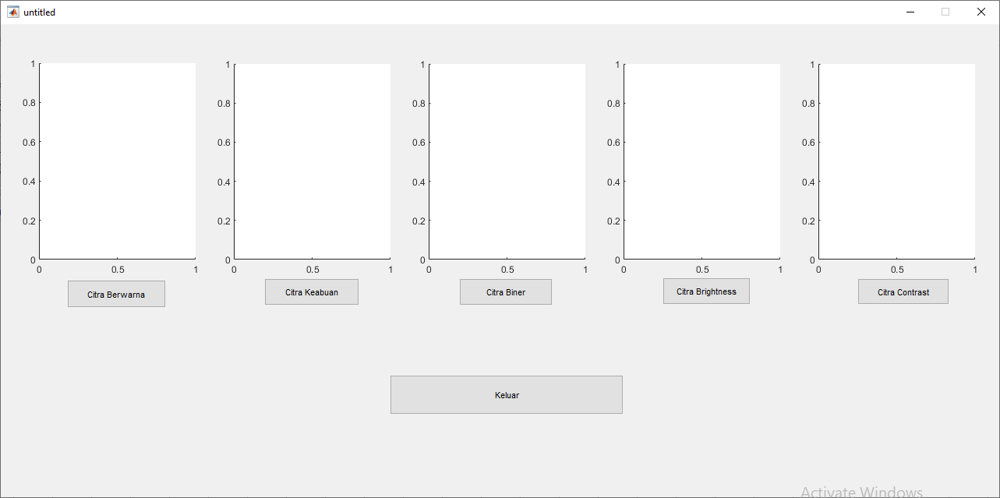 untitled
1 1 1 1 1
0.8 0.8 0.8 0.8 0.8
0.6 0.6 0.6 0.6 0.6
0.4 0.4 0.4 0.4 0.4
0.2 0.2 0.2 0.2 0.2
0 0 0 0 0
0 0.5 1 0 0.5 1 0 0.5 1 0 0.5 1 0 0.5 1
Citra Berwarna Citra Keabuan Citra Biner Citra Brightness Citra Contrast
Keluar
Activate Windows